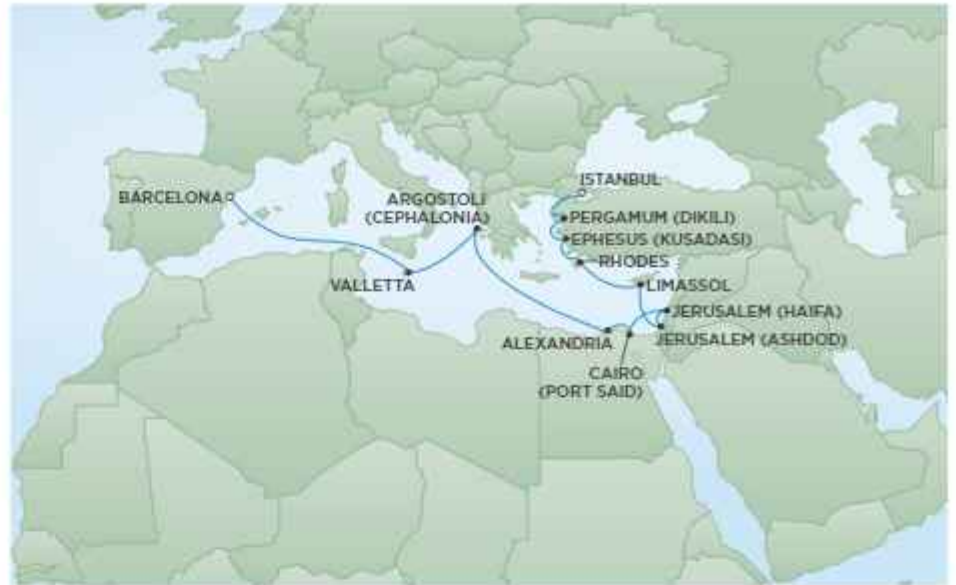 BARCELONA
ARGOSTOLI
(CEPHALONIA)
ISTANBUL
PERGAMUM (DIKILI)
EPHESUS (KUSADASI)
RHODES
VALLETTA
LIMASSOL
JERUSALEM (HAIFA)
JERUSALEM (ASHDOD)
ALEXANDRIA
CAIRO
(PORT SAID)